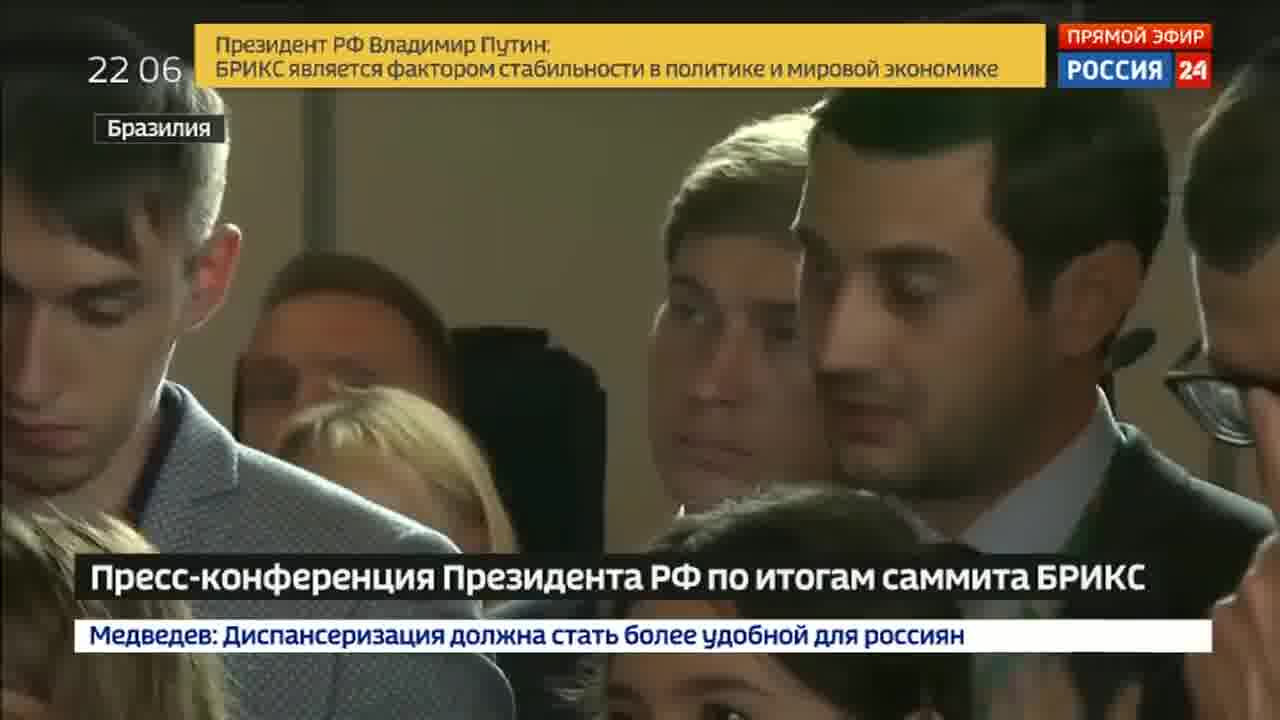 22 06
Президент РФ Владимир Путин:
БРИКС является фактором стабильности в политике и мировой экономике
ПРЯМОЙ ЭФИР
РОССИЯ 24
Бразилия
Пресс-конференция Президента РФ по итогам саммита БРИКС
Медведев: Диспансеризация должна стать более удобной для россиян